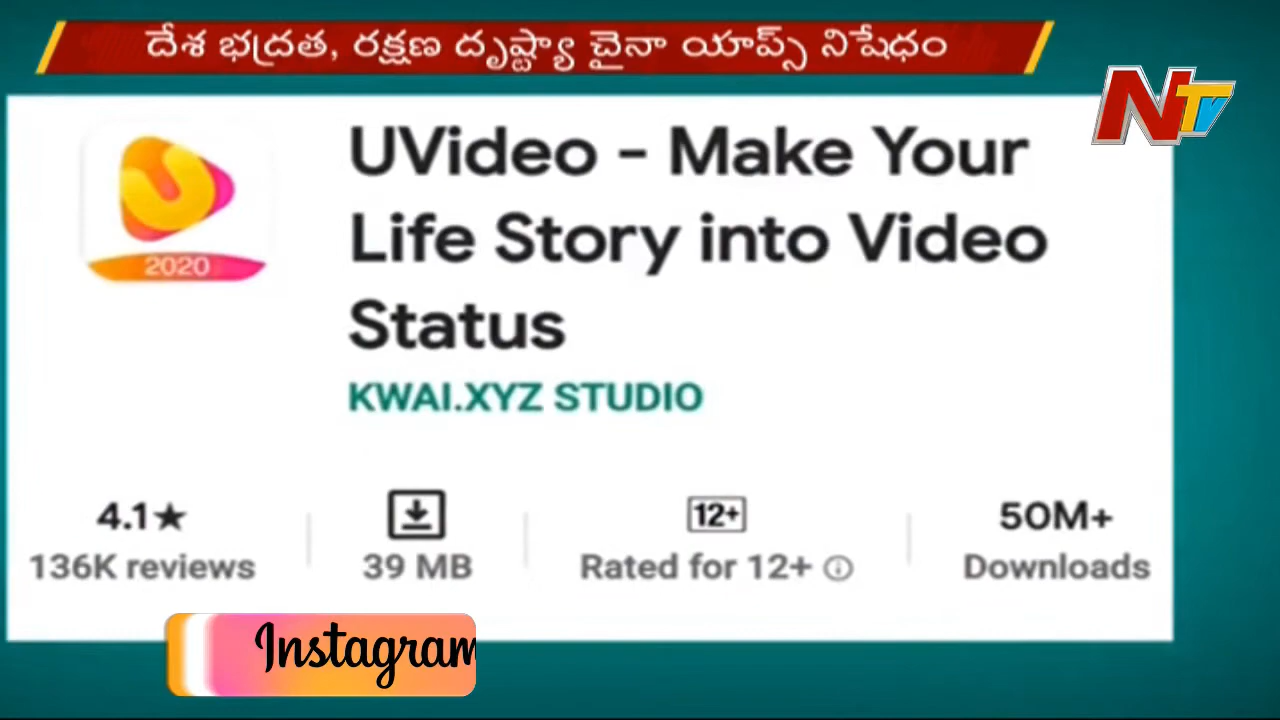 దేశ భద్రత, రక్షణ దృష్ట్యా చైనా యాప్స్ నిషేధం
NTV
UVideo - Make Your
Life Story into Video
Status
2020
KWAI.XYZ STUDIO
4.1★
136K reviews
39 MB
12+
Rated for 12+
50M+
Downloads
Instagram